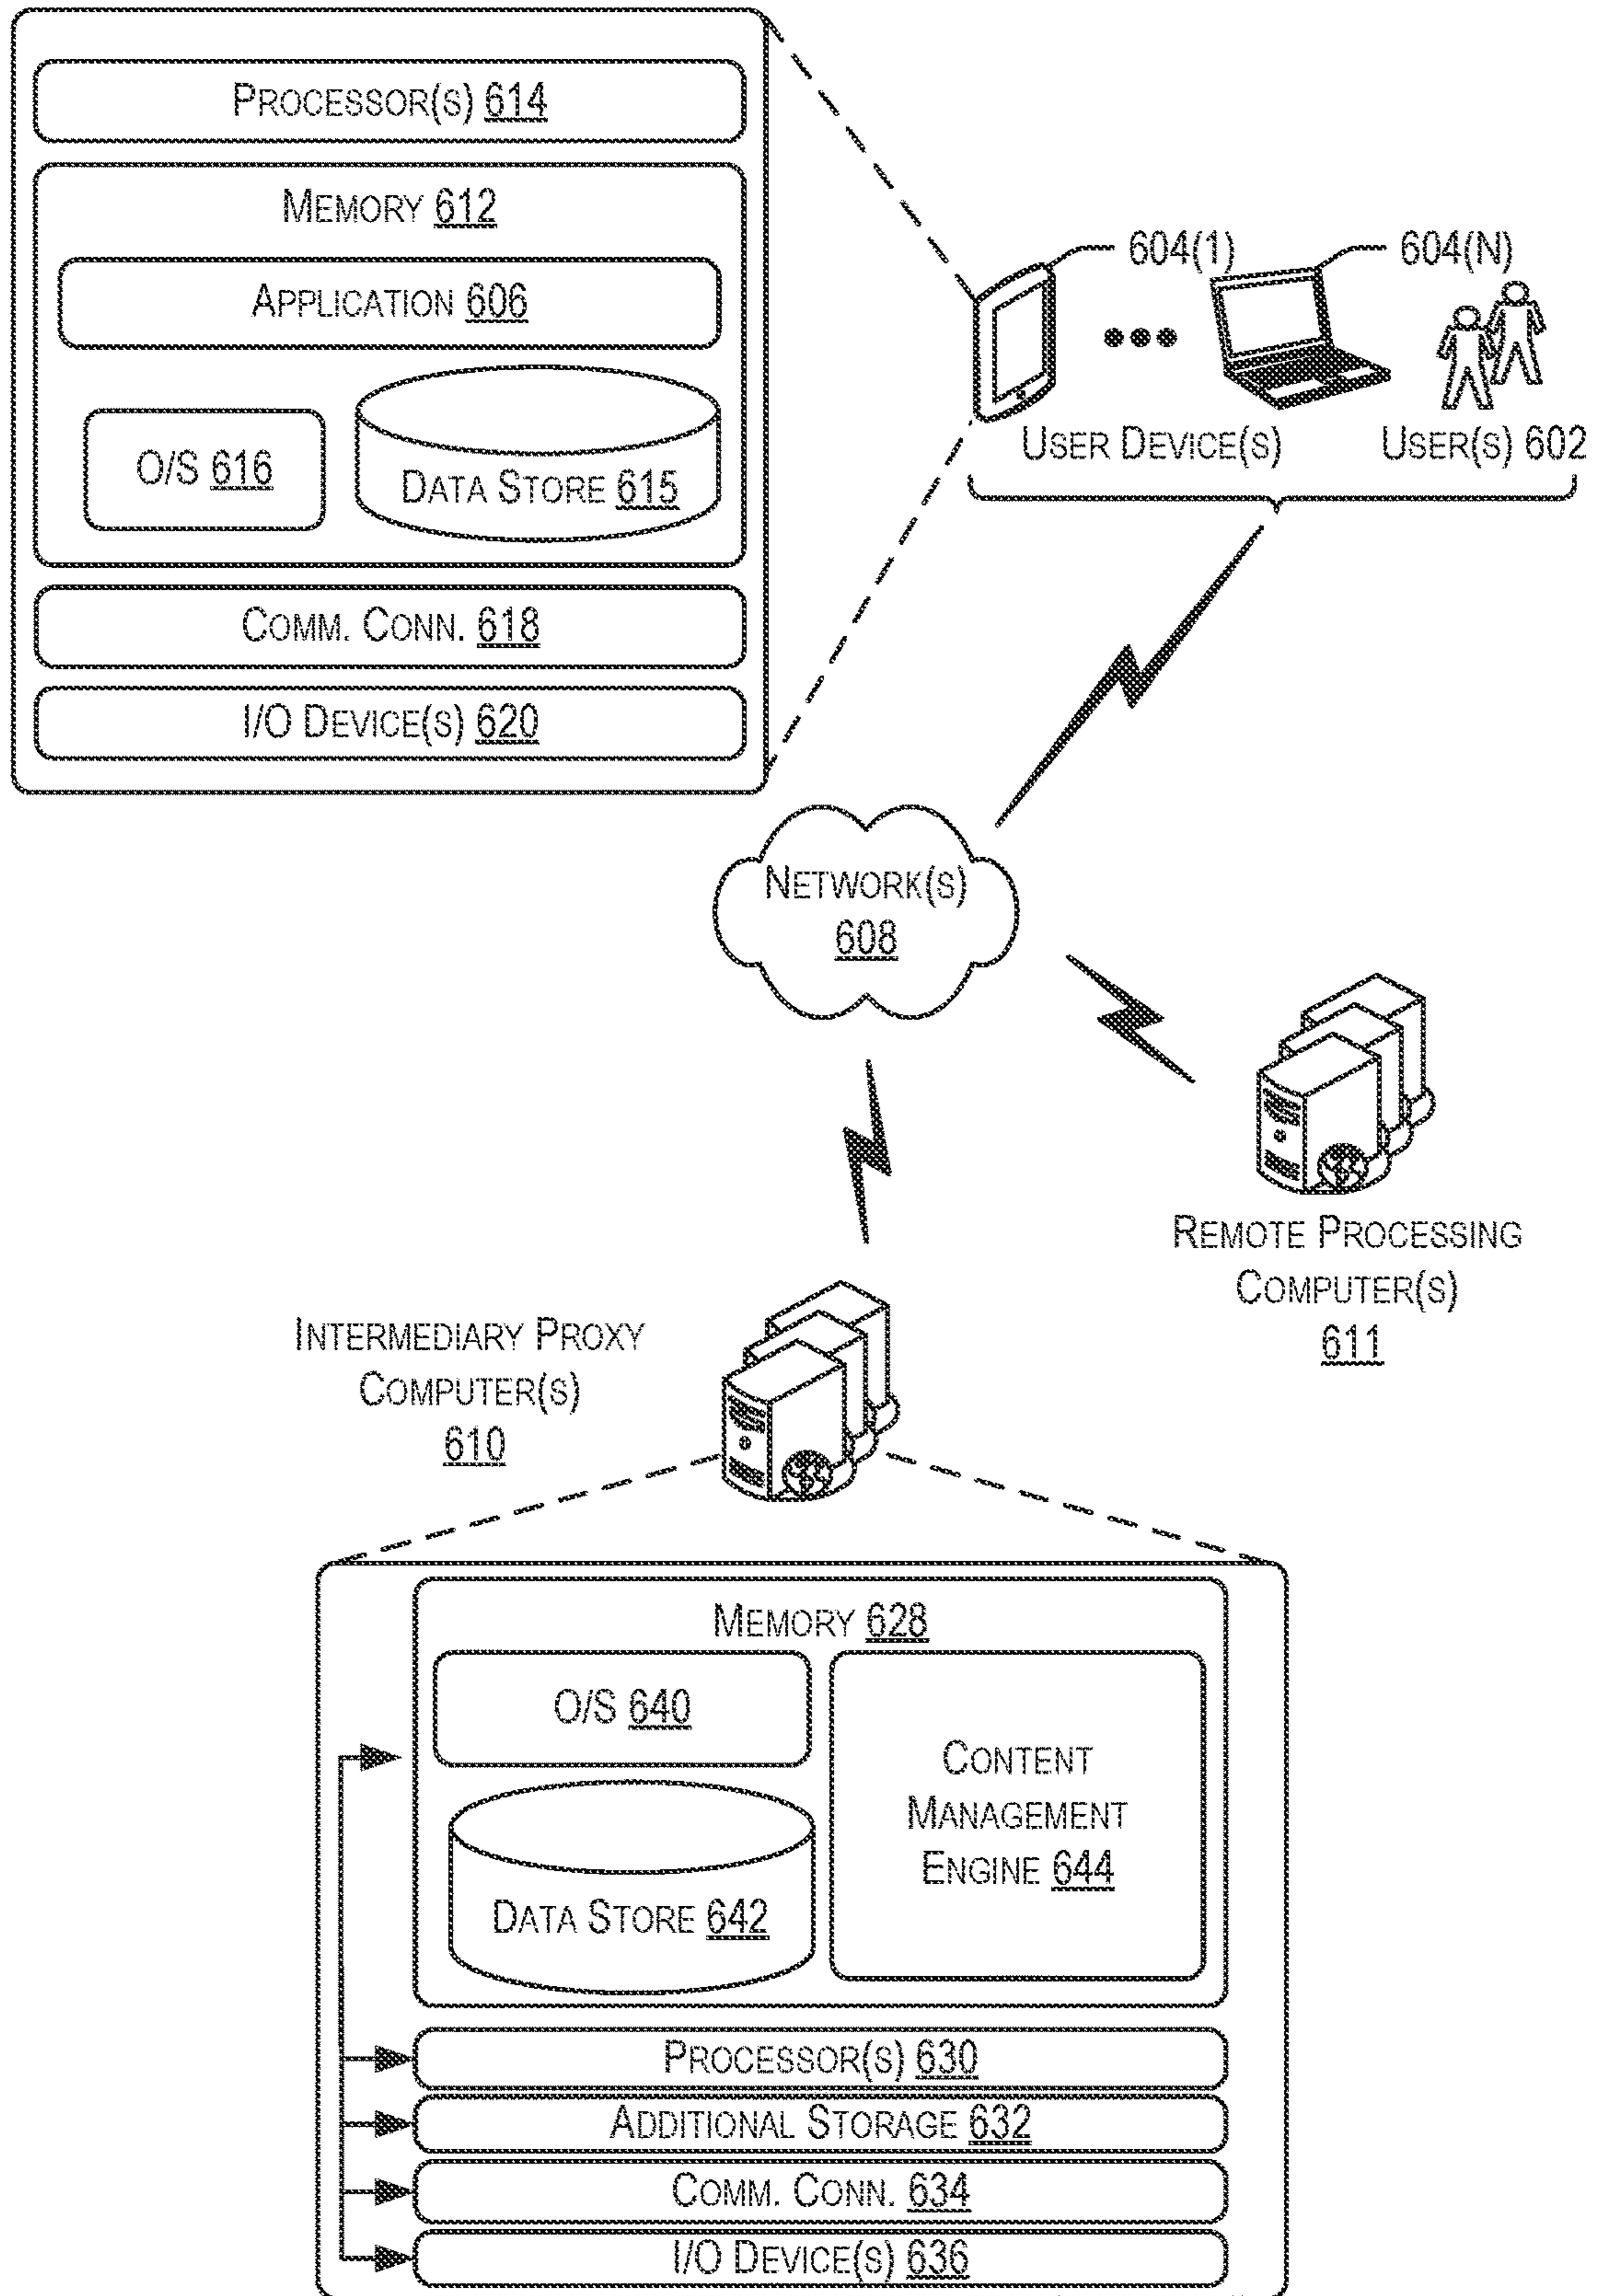 PROCESSOR(S) 614
MEMORY 612
APPLICATION 606
O/S 616
DATA STORE 615
COMM. CONN. 618
I/O DEVICE(S) 620
604(1)
604(N)
USER DEVICE(S)
USER(S) 602
NETWORK(S)
608
REMOTE PROCESSING
COMPUTER(S)
611
INTERMEDIARY PROXY
COMPUTER(S)
610
MEMORY 628
O/S 640
DATA STORE 642
CONTENT
MANAGEMENT
ENGINE 644
PROCESSOR(S) 630
ADDITIONAL STORAGE 632
COMM. CONN. 634
I/O DEVICE(S) 636